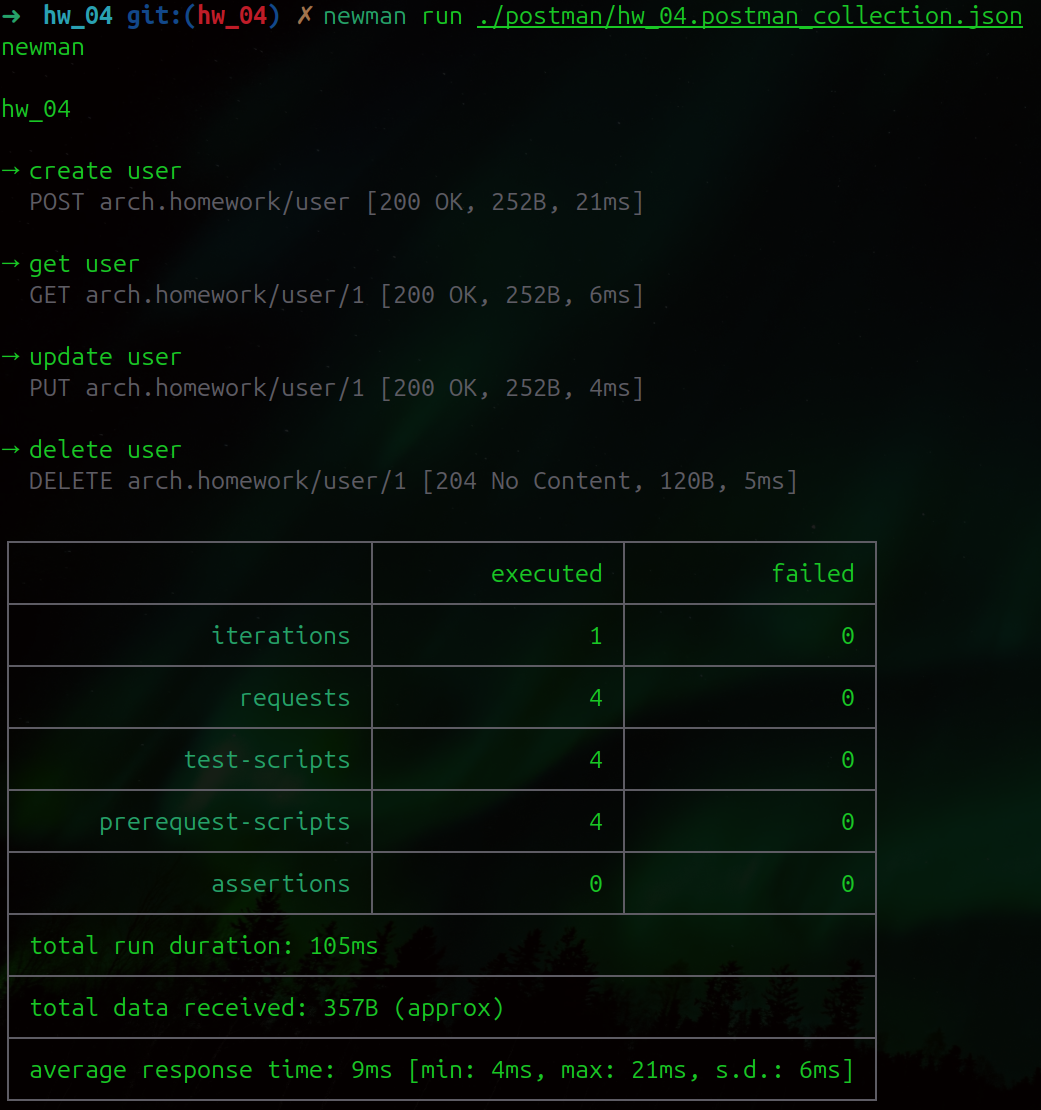 ➜ hw_04 git:(hw_04) ✗ newman run ./postman/hw_04.postman_collection.json
newman
hw_04
→ create user
POST arch.homework/user [200 OK, 252B, 21ms]
→ get user
GET arch.homework/user/1 [200 OK, 252B, 6ms]
→ update user
PUT arch.homework/user/1 [200 OK, 252B, 4ms]
→ delete user
DELETE arch.homework/user/1 [204 No Content, 120B, 5ms]
executed failed
iterations 1 0
requests 4 0
test-scripts 4 0
prerequest-scripts 4 0
assertions 0 0
total run duration: 105ms
total data received: 357B (approx)
average response time: 9ms [min: 4ms, max: 21ms, s.d.: 6ms]